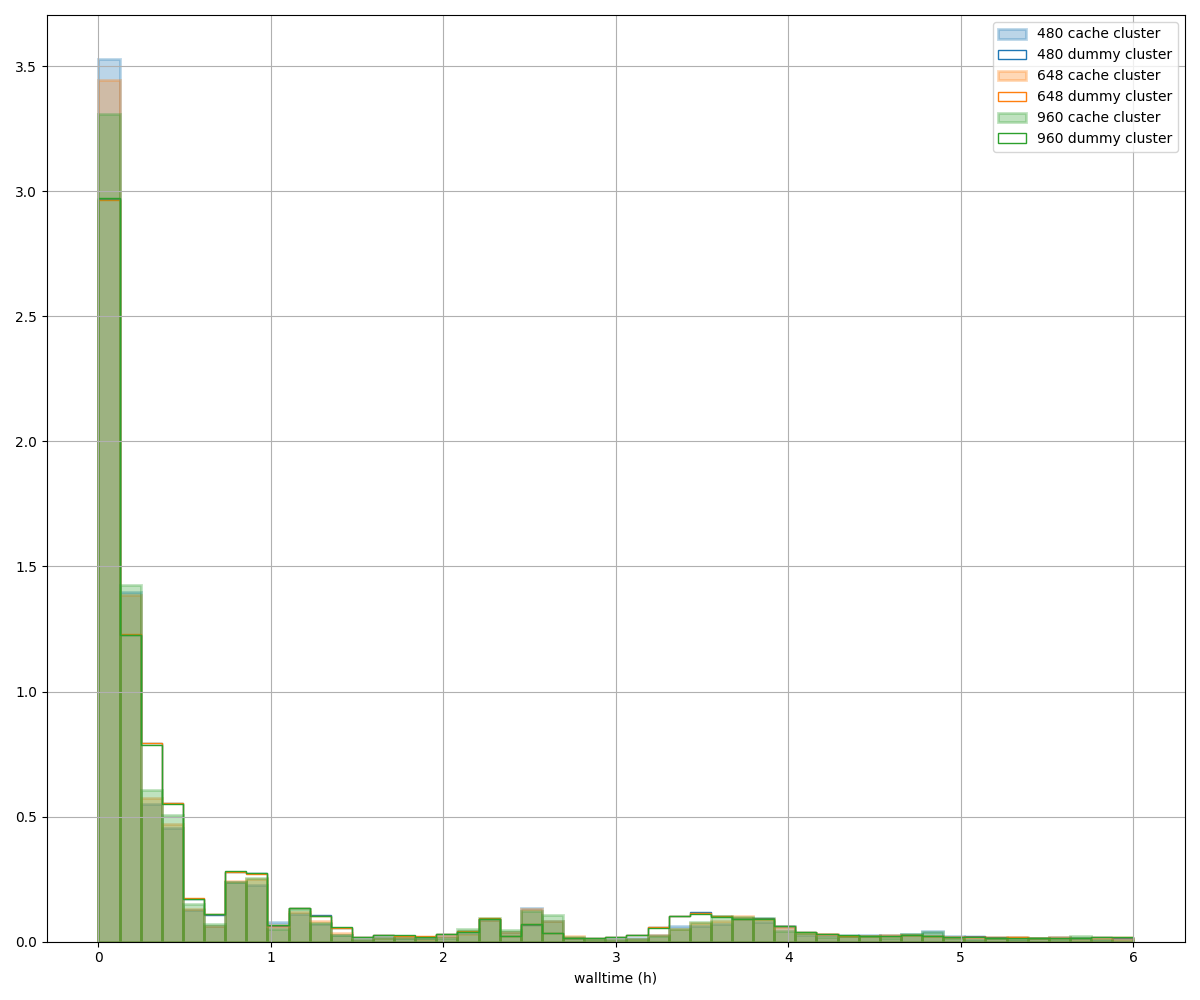 480 cache cluster
480 dummy cluster
648 cache cluster
648 dummy cluster
960 cache cluster
960 dummy cluster
3.5
3.0
2.5
2.0
1.5
1.0
0.5
0.0
0 1 2 3 4 5 6
walltime (h)